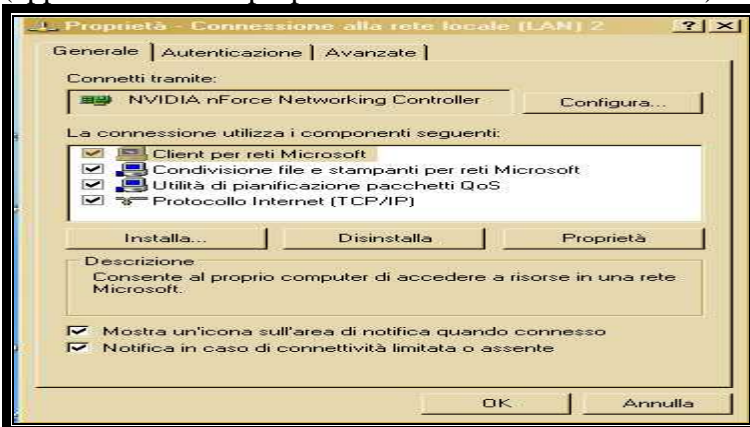 Proprietà - Connessione alla rete locale (LAN) 2
Generale Autenticazione Avanzate
Connetti tramite:
NVIDIA nForce Networking Controller Configura...
La connessione utilizza i componenti seguenti:
Client per reti Microsoft
Condivisione file e stampanti per reti Microsoft
Utilità di pianificazione pacchetti QoS
Protocollo Internet (TCP/IP)
Installa... Disinstalla Proprietà
Descrizione
Consente al proprio computer di accedere a risorse in una rete
Microsoft.
Mostra un'icona sull'area di notifica quando connesso
Notifica in caso di connettività limitata o assente
OK Annulla